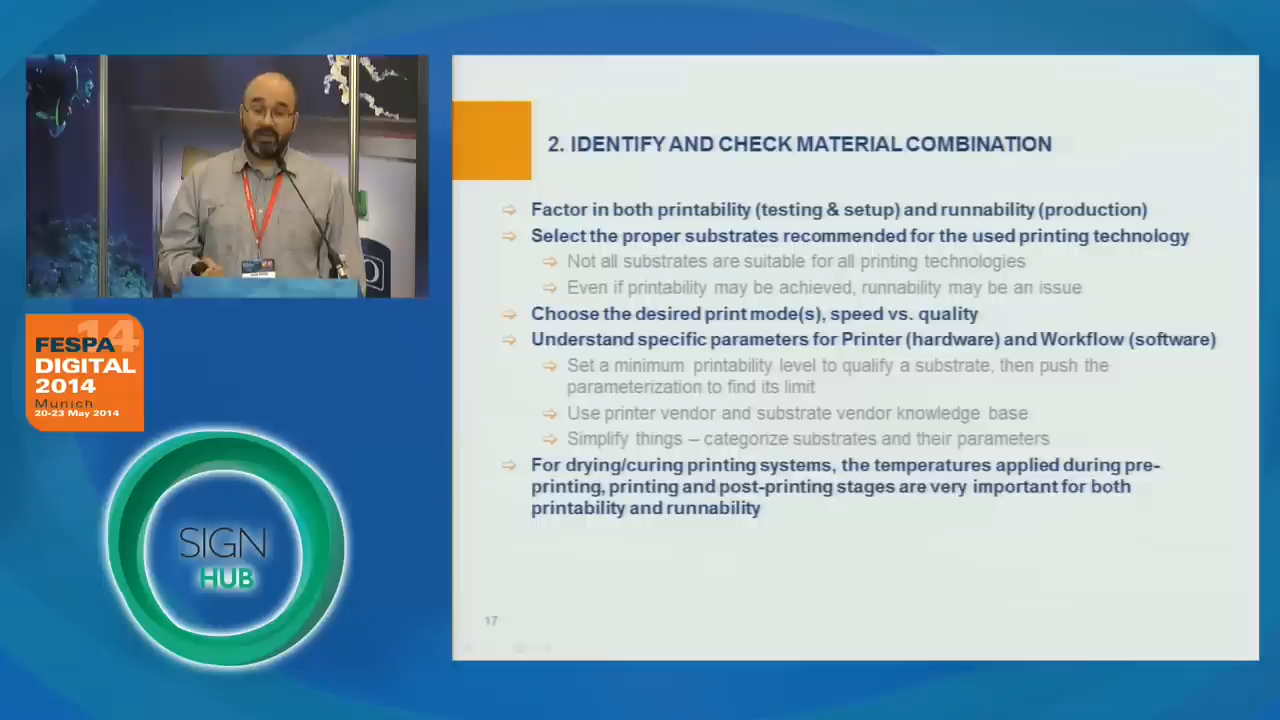 2. IDENTIFY AND CHECK MATERIAL COMBINATION
Factor in both printability (testing & setup) and runnability (production)
Select the proper substrates recommended for the used printing technology
Not all substrates are suitable for all printing technologies
Even if printability may be achieved, runnability may be an issue
Choose the desired print mode(s), speed vs. quality
Understand specific parameters for Printer (hardware) and Workflow (software)
Set a minimum printability level to qualify a substrate, then push the
parameterization to find its limit
Use printer vendor and substrate vendor knowledge base
Simplify things – categorize substrates and their parameters
For drying/curing printing systems, the temperatures applied during pre-
printing, printing and post-printing stages are very important for both
printability and runnability
17
14
FESPA
DIGITAL
2014
Munich
20-23 May 2014
SIGN
HUB